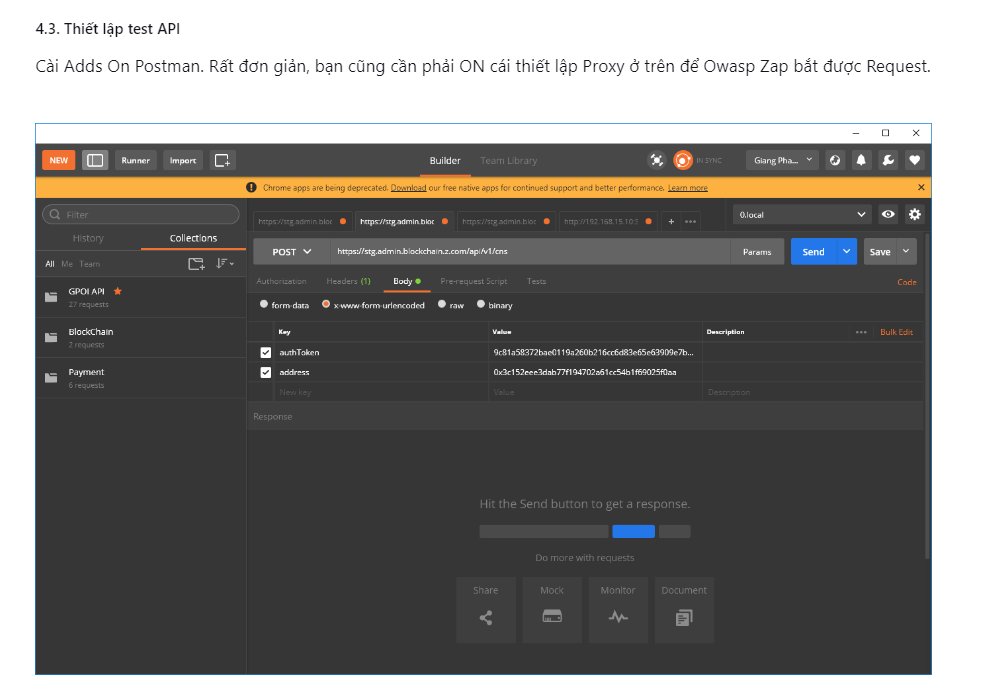 4.3. Thiết lập test API
Cài Adds On Postman. Rất đơn giản, bạn cũng cần phải ON cái thiết lập Proxy ở trên để Owasp Zap bắt được Request.
NEW Runner Import Builder Team Library IN SYNC Giang Pha...
Chrome apps are being deprecated. Download our free native apps for continued support and better performance. Learn more
Filter
https://stg.admin.bloc https://stg.admin.bloc https://stg.admin.bloc http://192.168.15.10:3 + ••• 0.local
History Collections
POST https://stg.admin.blockchain.z.com/api/v1/cns Params Send Save
All Me Team
Authorization Headers (1) Body Pre-request Script Tests Code
GPOI API
27 requests
form-data x-www-form-urlencoded raw binary
BlockChain
2 requests
Key Value Description ••• Bulk Edit
authToken 9c81a58372bae0119a260b216cc6d83e65e63909e7b...
Payment
6 requests
address 0x3c152eee3dab77f194702a61cc54b1f69025f0aa
New key Value Description
Response
Hit the Send button to get a response.
Do more with requests
Share Mock Monitor Document